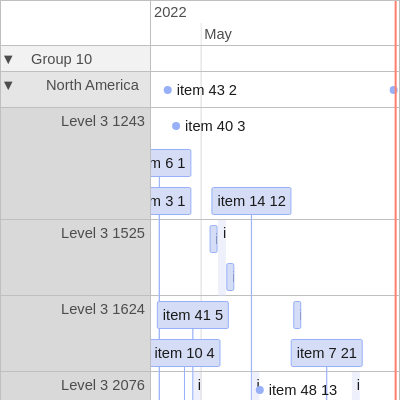 2022
May
▼ Group 10
▼ North America
item 43 2
Level 3 1243
item 40 3
m 6 1
m 3 1
item 14 12
Level 3 1525
i
i
i
Level 3 1624
item 41 5
i
item 10 4
item 7 21
Level 3 2076
i
i
i
item 48 13